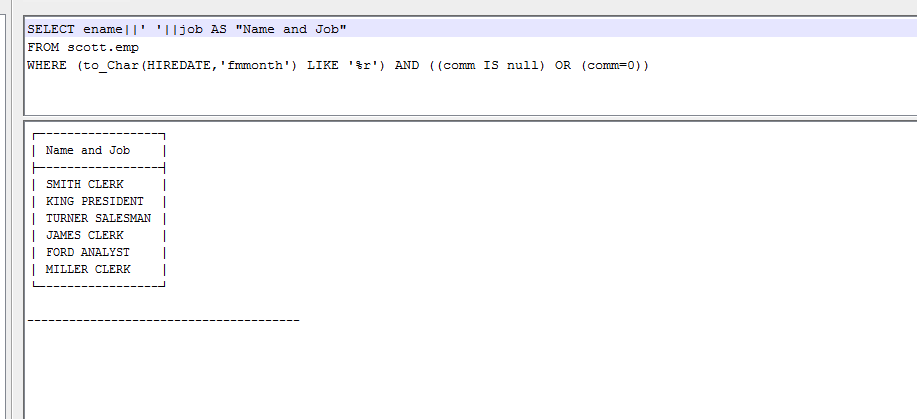 SELECT ename||' '||job AS "Name and Job"
FROM scott.emp
WHERE (to_Char(HIREDATE,'fmmonth') LIKE '%r') AND ((comm IS null) OR (comm=0))
Name and Job
SMITH CLERK
KING PRESIDENT
TURNER SALESMAN
JAMES CLERK
FORD ANALYST
MILLER CLERK